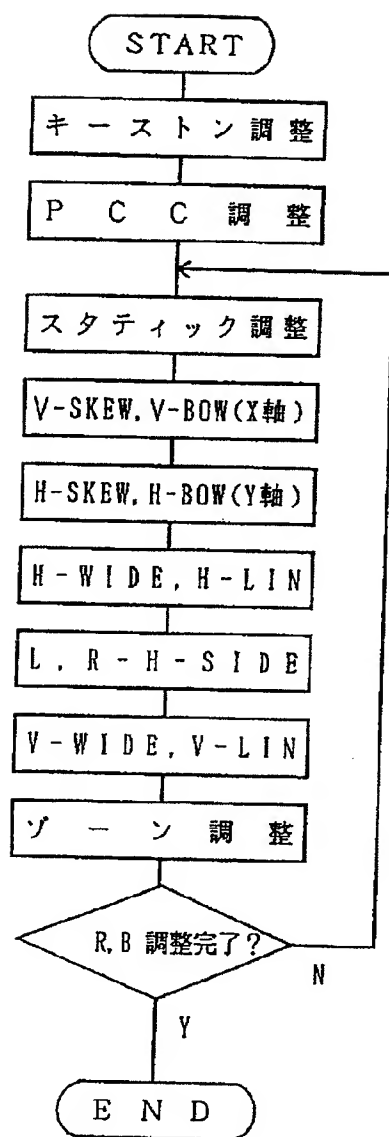 START
キーストン調整
PCC調整
スタティック調整
V-SKEW,V-BOW(X軸)
H-SKEW,H-BOW(Y軸)
H-WIDE,H-LIN
L,R-H-SIDE
V-WIDE,V-LIN
ゾーン調整
R,B 調整完了?
N
Y
END